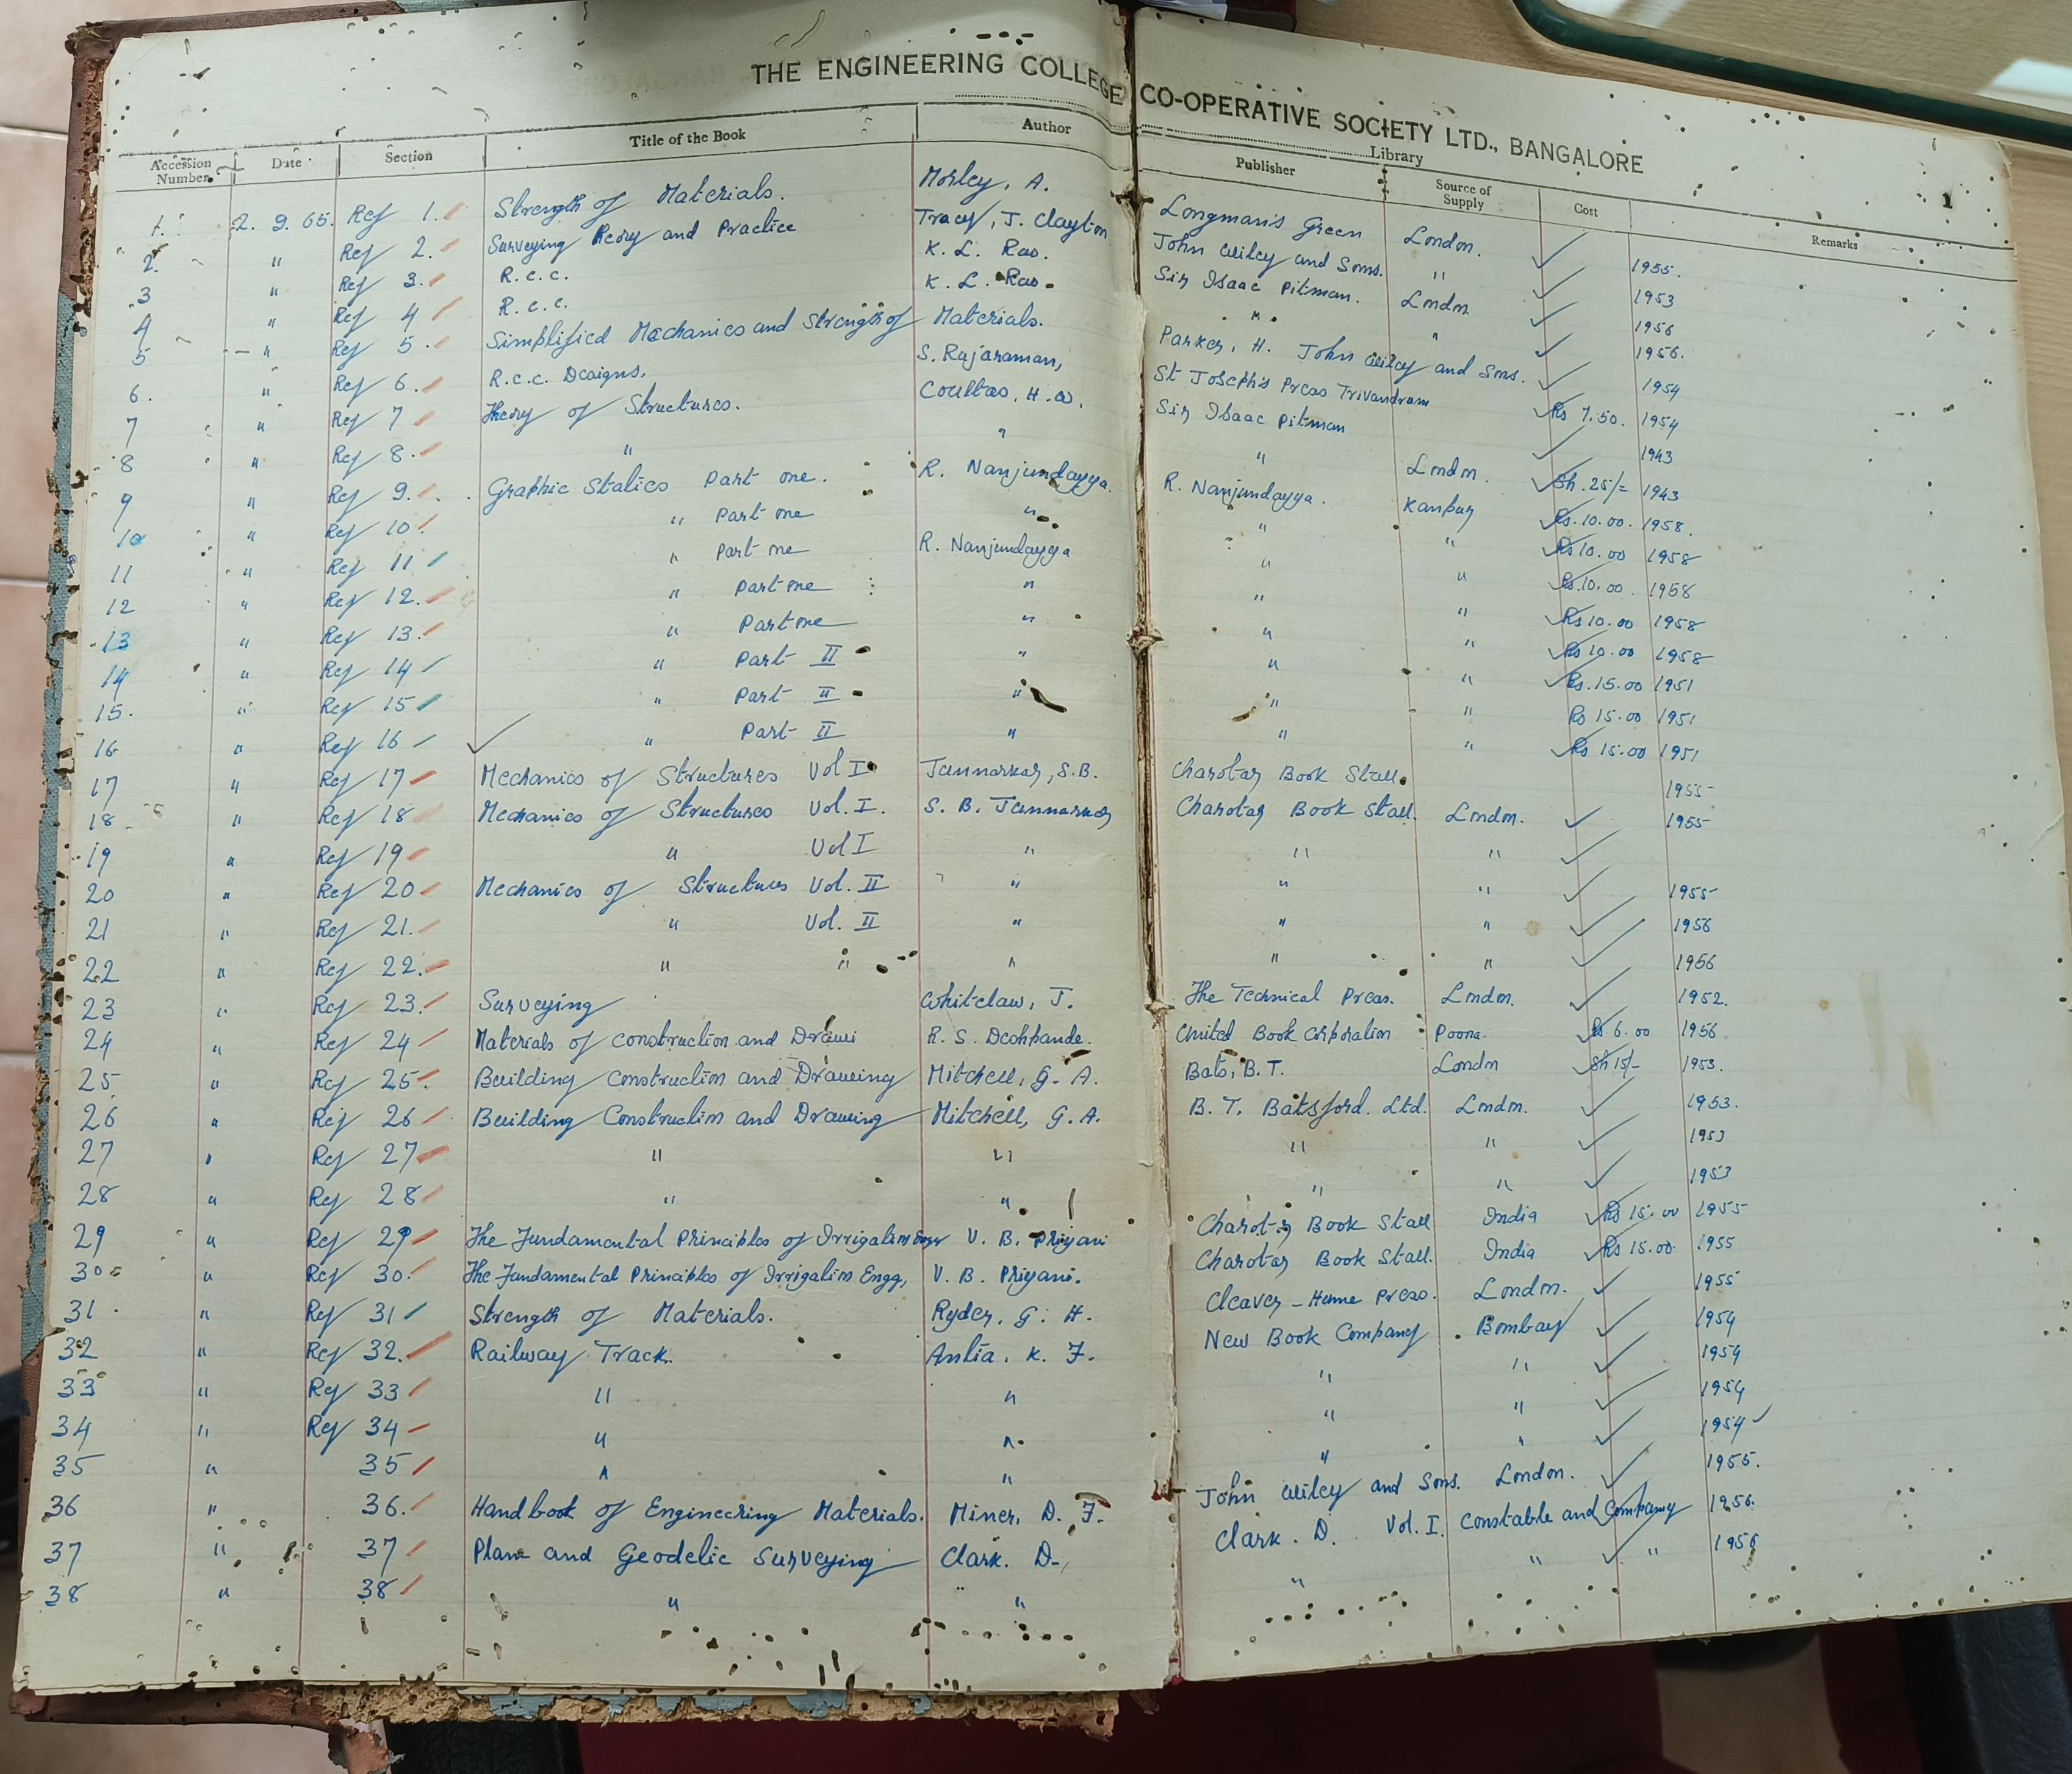 THE ENGINEERING COLLEGE CO-OPERATIVE SOCIETY LTD., BANGALORE
Library
1
Accession Number Date Section Title of the Book Author Publisher Source of Supply Cost Remarks
1. 2. 9. 65. Ref 1. Strength of Materials. Morley, A. Longman's Green London. ✓ 1955.
2. " Ref 2. Surveying Theory and Practice Tracy, J. Clayton John Wiley and Sons. " ✓ 1953
3 " Ref 3. R.c.c. K. L. Rao. Sir Isaac Pitman. London ✓ 1956
4 " Ref 4 R.c.c. K. L. Rao. " " ✓ 1956.
5 " Ref 5. Simplified Mechanics and Strength of Materials. Parker, H. John Wiley and Sons. ✓ 1954
6. " Ref 6. R.c.c. Designs. S. Rajaraman, St Joseph's Press Trivandrum ✓ Rs 7.50. 1954
7 " Ref 7 Theory of Structures. Coultas. H. W. Sir Isaac Pitman ✓ 1943
8 " Ref 8. " " " London. ✓ Sh. 25/= 1943
9 " Ref 9. Graphic Statics Part one. R. Nanjundayya. R. Nanjundayya. Kanpur ✓ Rs. 10.00. 1958.
10 " Ref 10 " Part one " " " ✓ Rs 10.00 1958
11 " Ref 11 " Part one R. Nanjundayya " " ✓ Rs. 10.00. 1958
12 " Ref 12. " Part one " " " ✓ Rs 10.00 1958
13 " Ref 13. " Part one " " " ✓ Rs 10.00 1958
14 " Ref 14 " Part II " " " ✓ Rs. 15.00 1951
15. " Ref 15 " Part II " " " Rs 15.00 1951
16 " Ref 16 ✓ " Part II " " " ✓ Rs 15.00 1951
17 " Ref 17 Mechanics of Structures Vol I Junnarkar, S.B. Charotar Book Stall. 1955
18 " Ref 18 Mechanics of Structures Vol. I. S. B. Junnarkar Charotar Book Stall. London. ✓ 1955
19 " Ref 19 " Vol I " " " ✓
20 " Ref 20 Mechanics of Structures Vol. II " " " ✓ 1955
21 " Ref 21. " Vol. II " " " ✓ 1956
22 " Ref 22. " " " " " ✓ 1956
23 " Ref 23. Surveying Whitelaw, J. The Technical Press. London. ✓ 1952.
24 " Ref 24 Materials of construction and R. S. Deshpande. United Book Corporation Poona. ✓ Rs 6.00 1956
25 " Ref 25. Building Construction and Drawing Mitchell, G. A. Bats, B. T. London ✓ Sh 15/- 1953.
26 " Ref 26 Building Construction and Drawing Mitchell, G.A. B. T. Batsford. Ltd. London. ✓ 1953.
27 " Ref 27 " " " " ✓ 1953
28 " Ref 28 " " " " ✓ 1953
29 " Ref 29 The Fundamental Principles of Irrigation Engg V. B. Priyani Charotar Book Stall India ✓ Rs 15.00 1955
30 " Ref 30. The Fundamental Principles of Irrigation Engg, V. B. Priyani. Charotar Book Stall. India ✓ Rs 15.00. 1955
31 " Ref 31 Strength of Materials. Ryder, G. H. Cleaver - Hume Press. London. ✓ 1955
32 " Ref 32. Railway Track. Antia, K. F. New Book Company Bombay ✓ 1954
33 " Ref 33 " " " " ✓ 1954
34 " Ref 34 " " " " ✓ 1954
35 " 35 " " " " ✓ 1954 ✓
36 " 36. Handbook of Engineering Materials. Miner, D. F. John Wiley and Sons. London. ✓ 1955.
37 " 37 Plane and Geodetic Surveying Clark. D. Clark. D. Vol. I. Constable and Company 1956.
38 " 38 " " " " ✓ " 1956